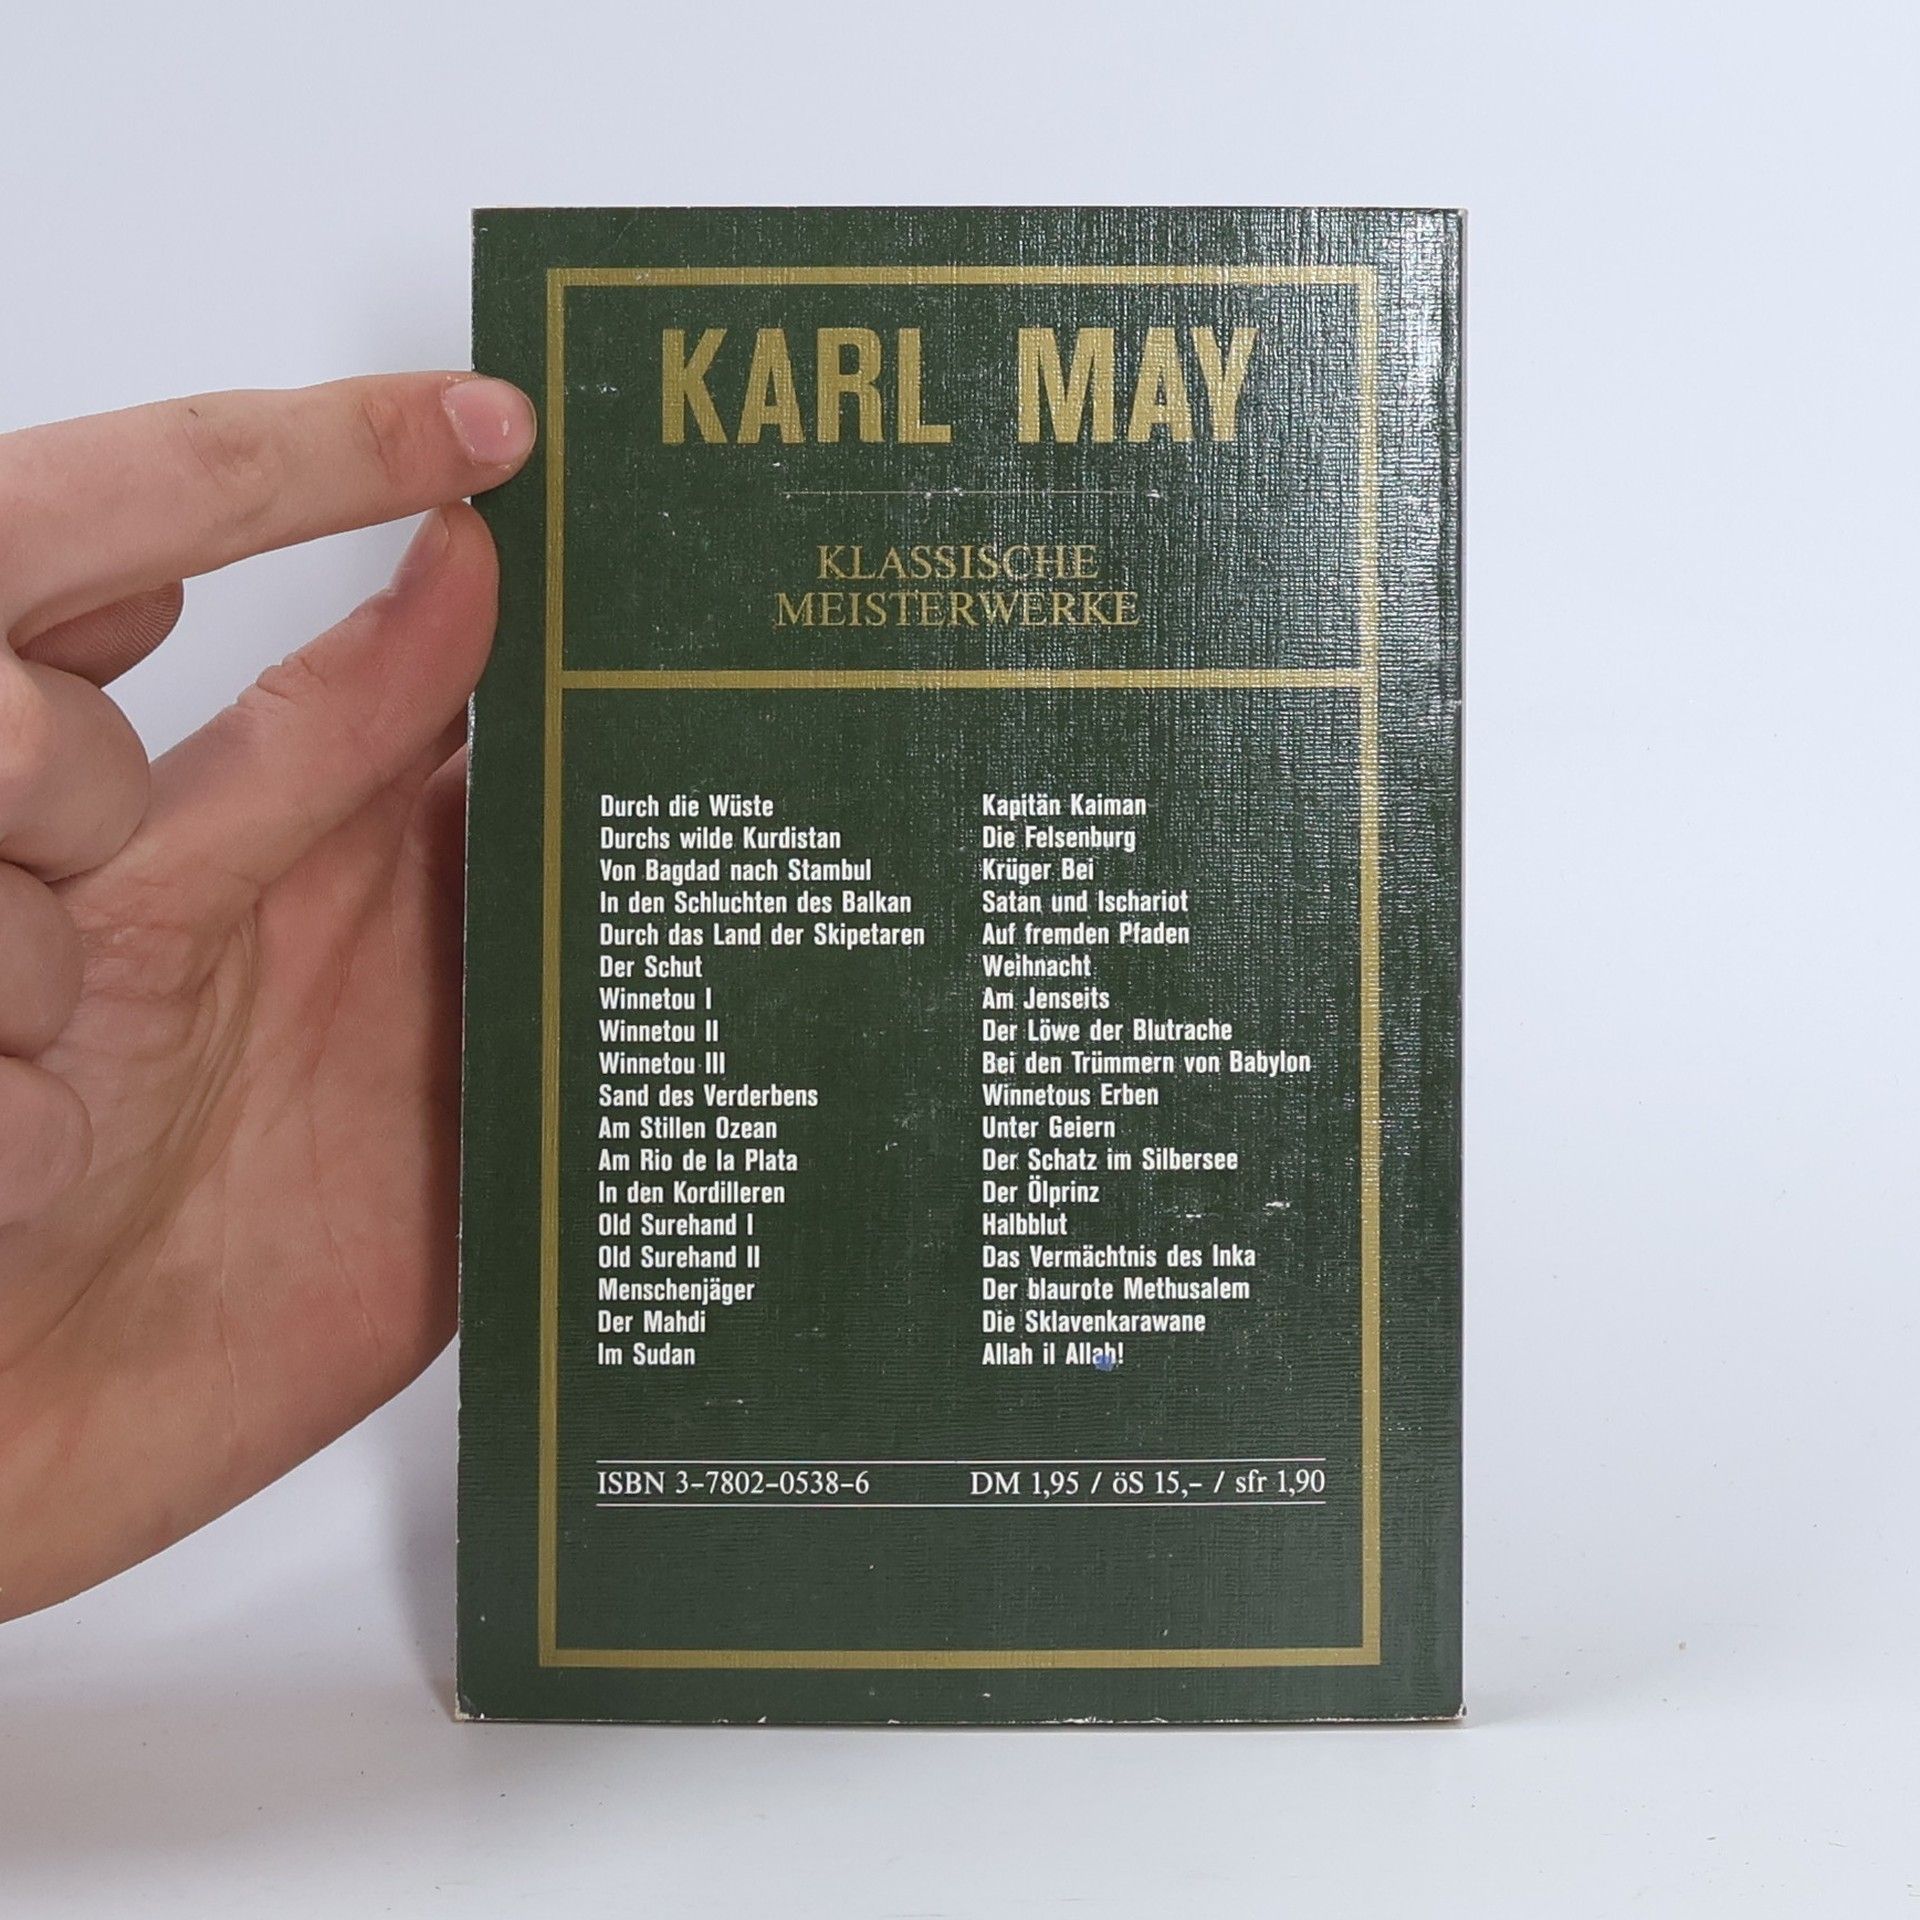 KARL MAY
KLASSISCHE
MEISTERWERKE
Durch die Wüste
Durchs wilde Kurdistan
Von Bagdad nach Stambul
In den Schluchten des Balkan
Durch das Land der Skipetaren
Der Schut
Winnetou I
Winnetou II
Winnetou III
Sand des Verderbens
Am Stillen Ozean
Am Rio de la Plata
In den Kordilleren
Old Surehand I
Old Surehand II
Menschenjäger
Der Mahdi
Im Sudan
Kapitän Kaiman
Die Felsenburg
Krüger Bei
Satan und Ischariot
Auf fremden Pfaden
Weihnacht
Am Jenseits
Der Löwe der Blutrache
Bei den Trümmern von Babylon
Winnetous Erben
Unter Geiern
Der Schatz im Silbersee
Der Ölprinz
Halbblut
Das Vermächtnis des Inka
Der blaurote Methusalem
Die Sklavenkarawane
Allah il Allah!
ISBN 3-7802-0538-6 DM 1,95 / öS 15,- / sfr 1,90